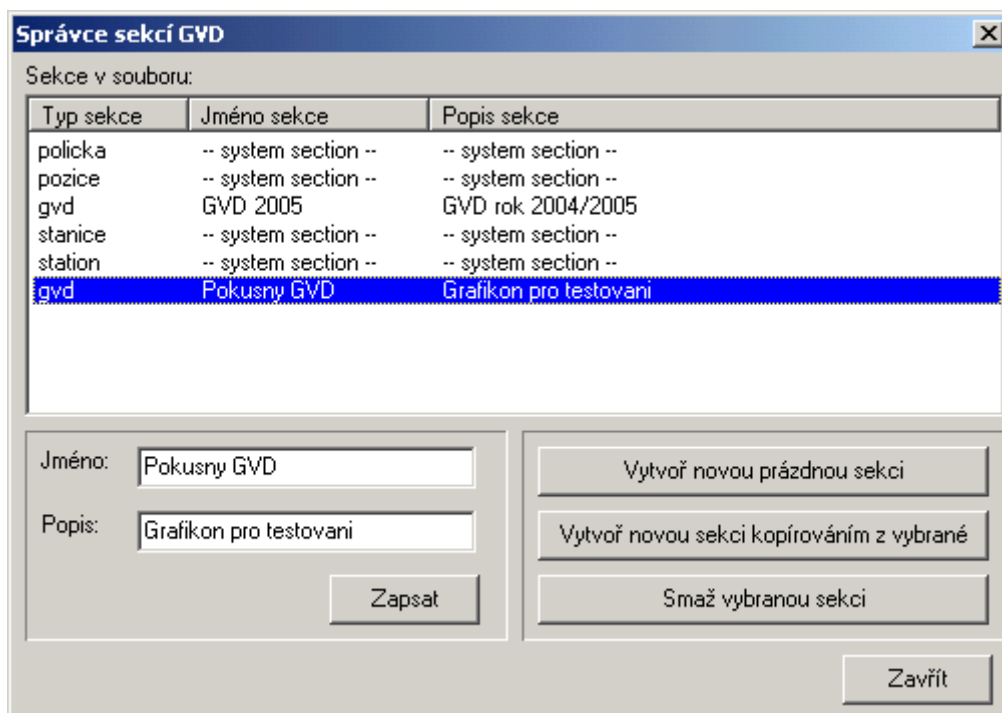 Správce sekcí GVD
Sekce v souboru:
Typ sekce Jméno sekce Popis sekce
policka -- system section -- -- system section --
pozice -- system section -- -- system section --
gvd GVD 2005 GVD rok 2004/2005
stanice -- system section -- -- system section --
station -- system section -- -- system section --
gvd Pokusny GVD Grafikon pro testovani
Jméno: Pokusny GVD
Popis: Grafikon pro testovani
Zapsat
Vytvoř novou prázdnou sekci
Vytvoř novou sekci kopírováním z vybrané
Smaž vybranou sekci
Zavřít